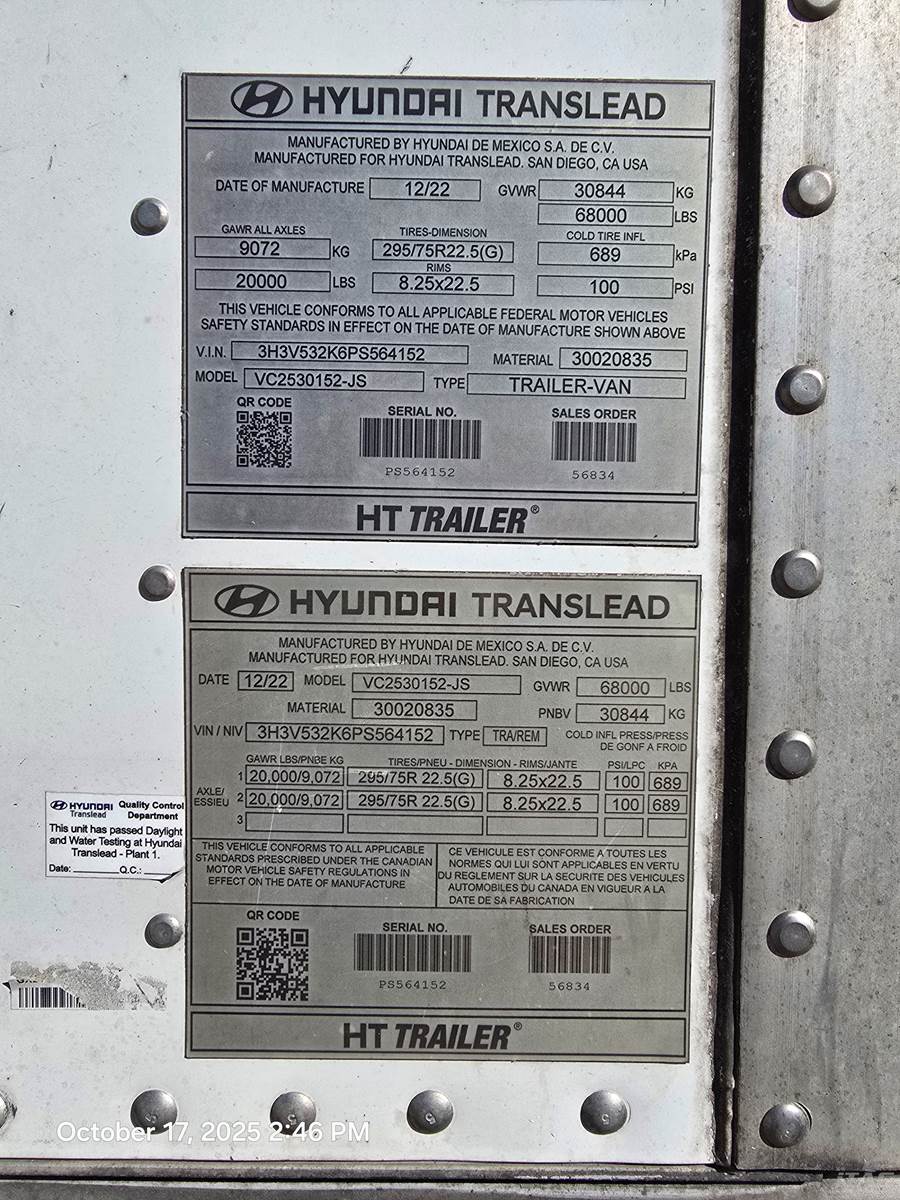 HYUNDAI TRANSLEAD
MANUFACTURED BY HYUNDAI DE MEXICO S.A. DE C.V.
MANUFACTURED FOR HYUNDAI TRANSLEAD. SAN DIEGO, CA USA
DATE OF MANUFACTURE 12/22 GVWR 30844 KG
68000 LBS
GAWR ALL AXLES TIRES-DIMENSION COLD TIRE INFL
9072 KG 295/75R22.5(G) 689 kPa
RIMS
20000 LBS 8.25x22.5 100 PSI
THIS VEHICLE CONFORMS TO ALL APPLICABLE FEDERAL MOTOR VEHICLES
SAFETY STANDARDS IN EFFECT ON THE DATE OF MANUFACTURE SHOWN ABOVE
V.I.N. 3H3V532K6PS564152 MATERIAL 30020835
MODEL VC2530152-JS TYPE TRAILER-VAN
QR CODE SERIAL NO. SALES ORDER
PS564152 56834
HT TRAILER®
HYUNDAI TRANSLEAD
MANUFACTURED BY HYUNDAI DE MEXICO S.A. DE C.V.
MANUFACTURED FOR HYUNDAI TRANSLEAD. SAN DIEGO, CA USA
DATE 12/22 MODEL VC2530152-JS GVWR 68000 LBS
MATERIAL 30020835 PNBV 30844 KG
VIN / NIV 3H3V532K6PS564152 TYPE TRA/REM COLD INFL PRESS/PRESS
DE GONF A FROID
GAWR LBS/PNBE KG TIRES/PNEU - DIMENSION - RIMS/JANTE PSI/LPC KPA
1 20,000/9,072 295/75R 22.5(G) 8.25x22.5 100 689
AXLE/
ESSIEU 2 20,000/9,072 295/75R 22.5(G) 8.25x22.5 100 689
3
THIS VEHICLE CONFORMS TO ALL APPLICABLE
STANDARDS PRESCRIBED UNDER THE CANADIAN
MOTOR VEHICLE SAFETY REGULATIONS IN
EFFECT ON THE DATE OF MANUFACTURE
CE VEHICULE EST CONFORME A TOUTES LES
NORMES QUI LUI SONT APPLICABLES EN VERTU
DU REGLEMENT SUR LA SECURITE DES VEHICULES
AUTOMOBILES DU CANADA EN VIGUEUR A LA
DATE DE SA FABRICATION
QR CODE SERIAL NO. SALES ORDER
PS564152 56834
HT TRAILER®
HYUNDAI Translead Quality Control Department
This unit has passed Daylight
and Water Testing at Hyundai
Translead - Plant 1.
Date: Q.C.:
October 17, 2025 2:46 PM